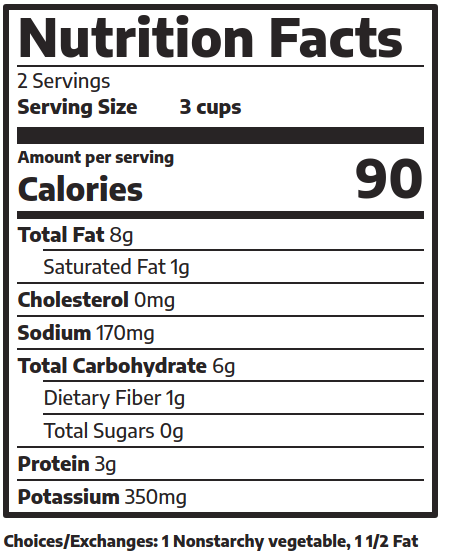 Nutrition Facts
2 Servings
Serving Size 3 cups
Amount per serving
Calories 90
Total Fat 8g
Saturated Fat 1g
Cholesterol 0mg
Sodium 170mg
Total Carbohydrate 6g
Dietary Fiber 1g
Total Sugars 0g
Protein 3g
Potassium 350mg
Choices/Exchanges: 1 Nonstarchy vegetable, 1 1/2 Fat